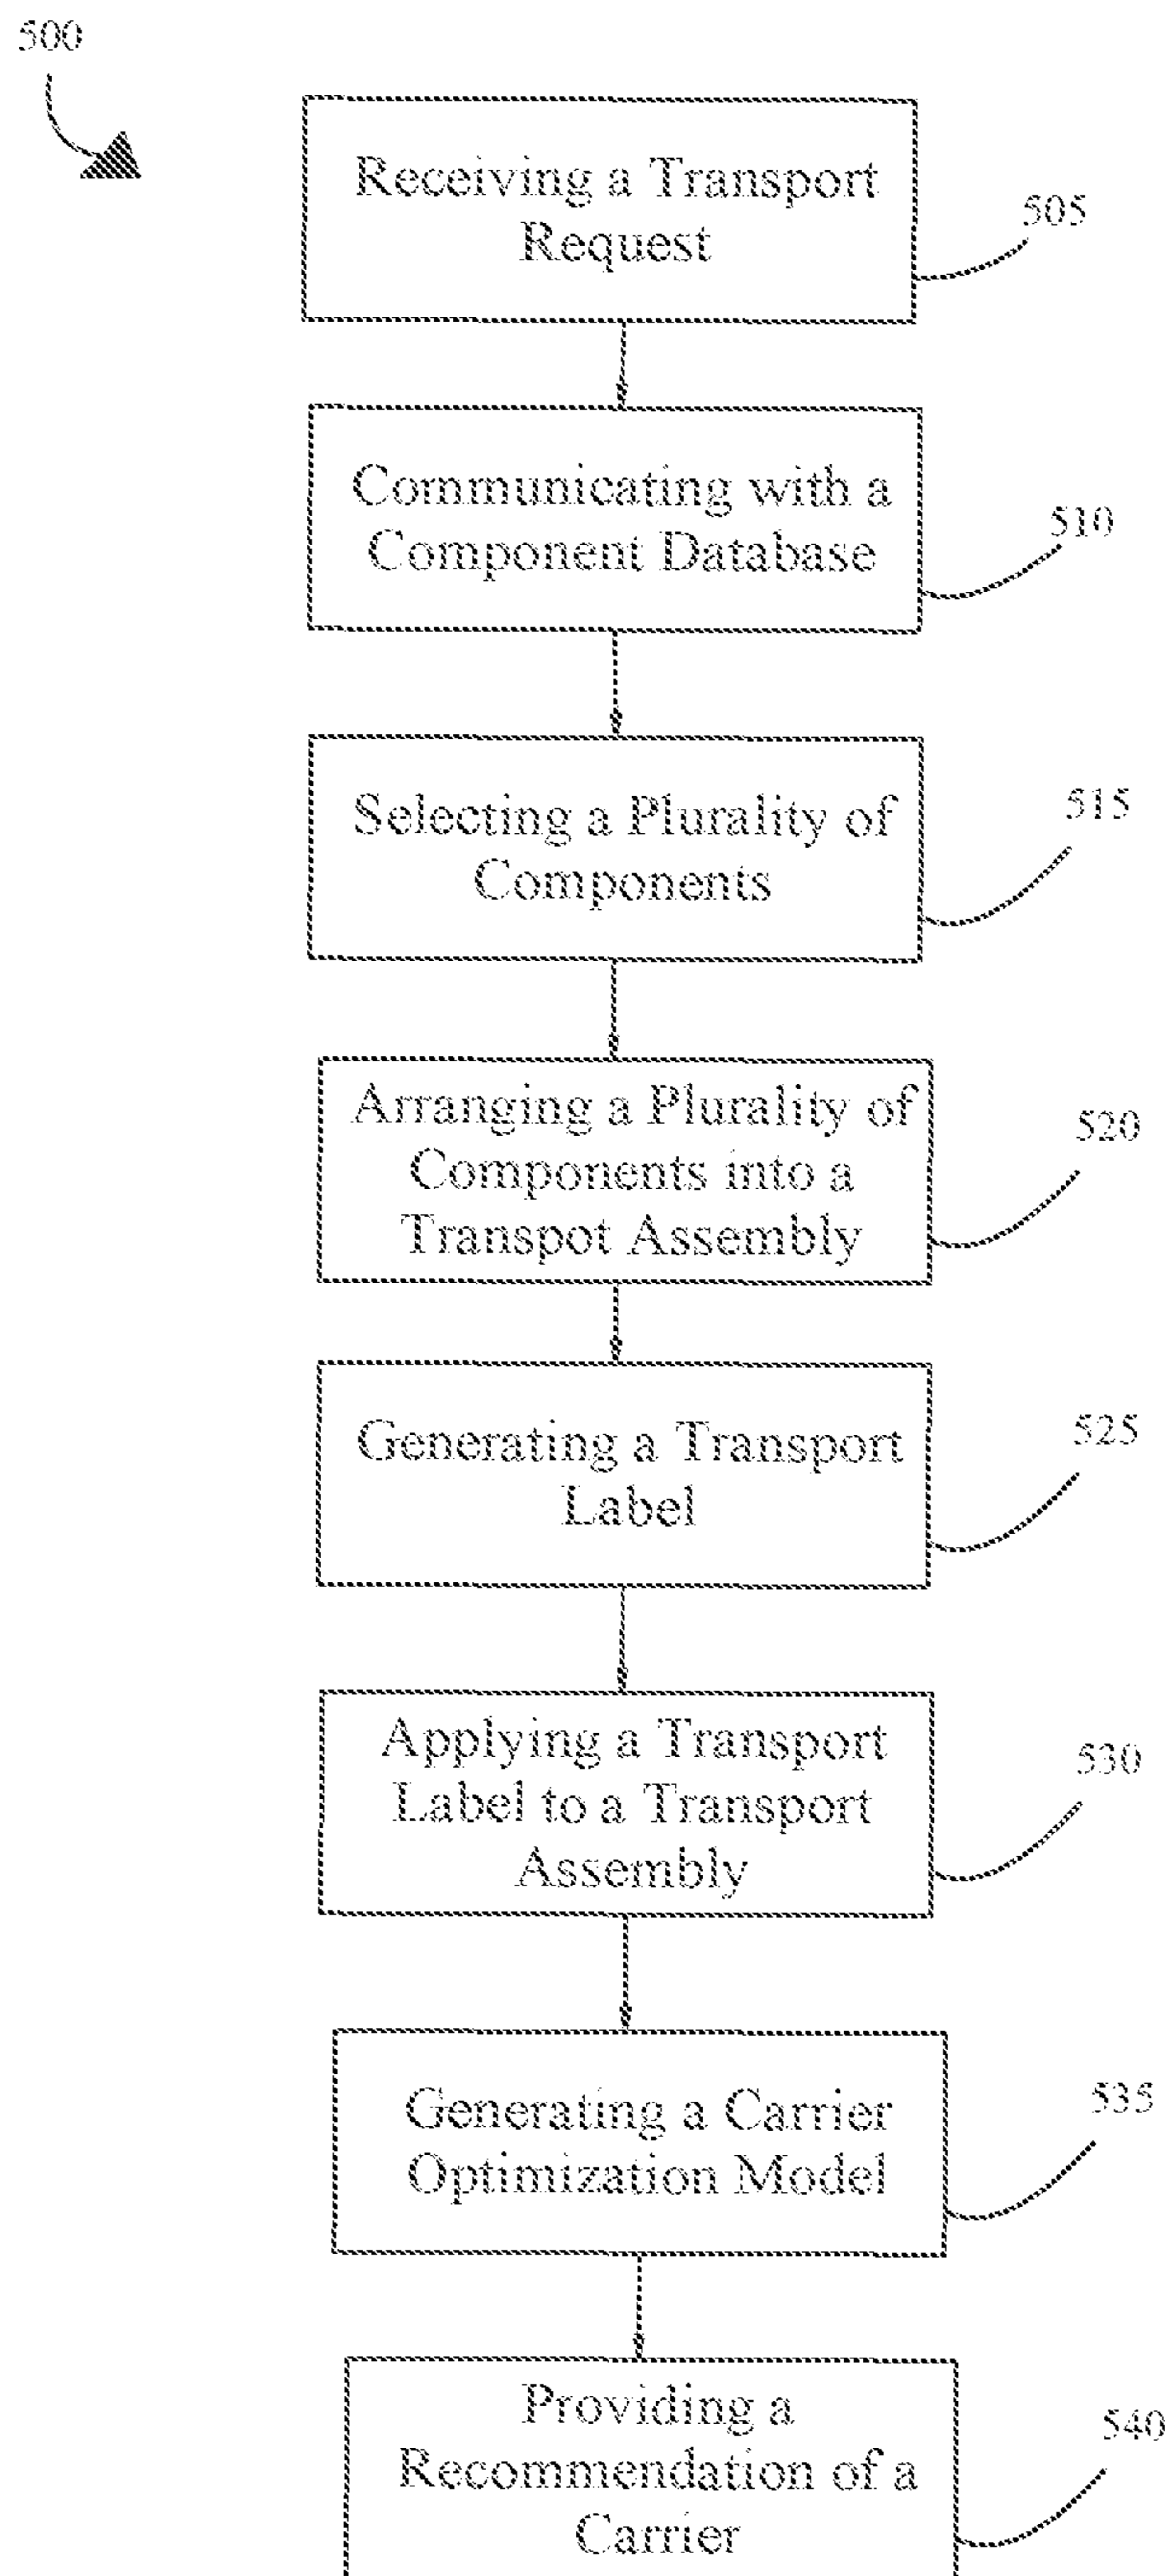 500
Receiving a Transport
Request
505
Communicating with a
Component Database
510
Selecting a Plurality of
Components
515
Arranging a Plurality of
Components into a
Transpot Assembly
520
Generating a Transport
Label
525
Applying a Transport
Label to a Transport
Assembly
530
Generating a Carrier
Optimization Model
535
Providing a
Recommendation of a
Carrier
540